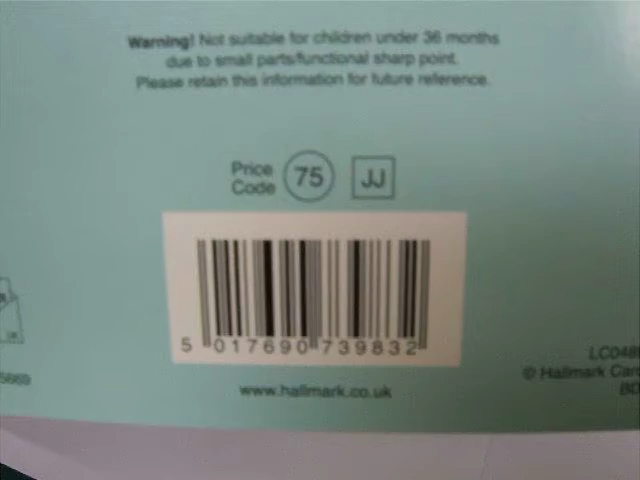 Warning! Not suitable for children under 36 months
due to small parts/functional sharp point.
Please retain this information for future reference.
Price
Code
75
JJ
5 017690 739832
www.hallmark.co.uk
© Hallmark